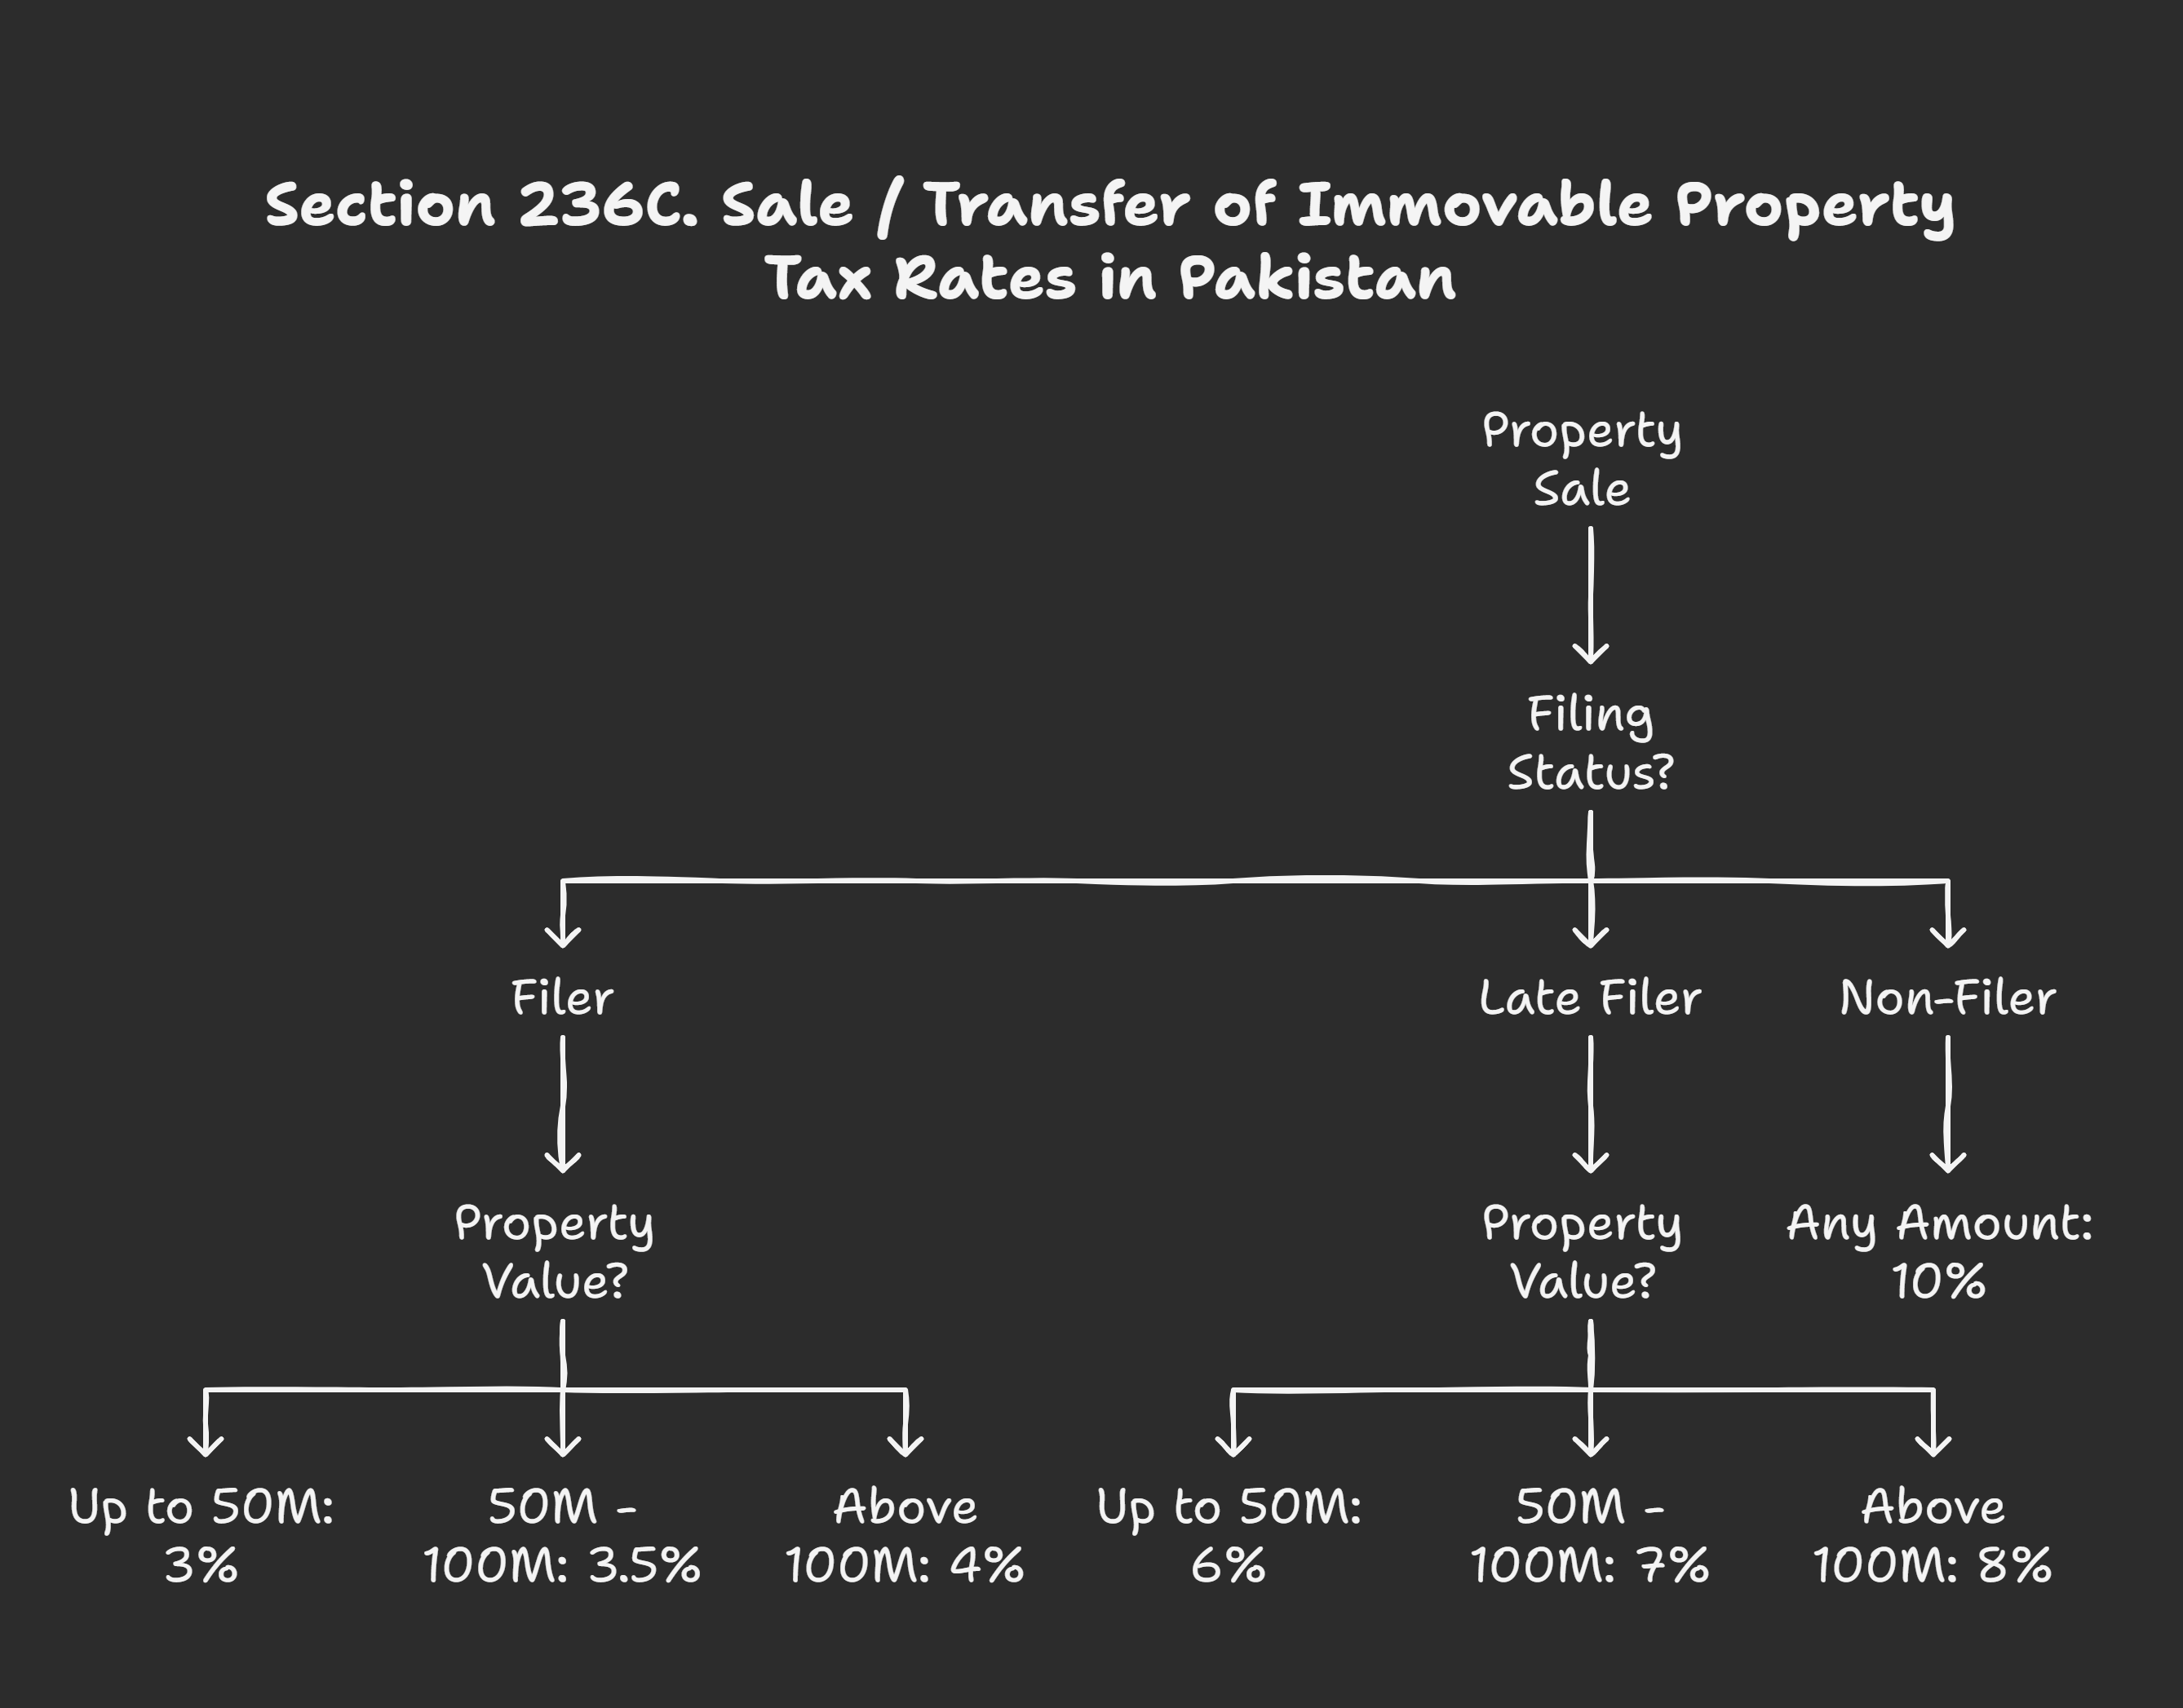 Section 236C. Sale /Transfer of Immovable Property
Tax Rates in Pakistan
Property
Sale
Filing
Status?
Filer
Late Filer
Non-Filer
Property
Value?
Property
Value?
Any Amount:
10%
Up to 50M:
3%
50M -
100M: 3.5%
Above
100M: 4%
Up to 50M:
6%
50M -
100M: 7%
Above
100M: 8%